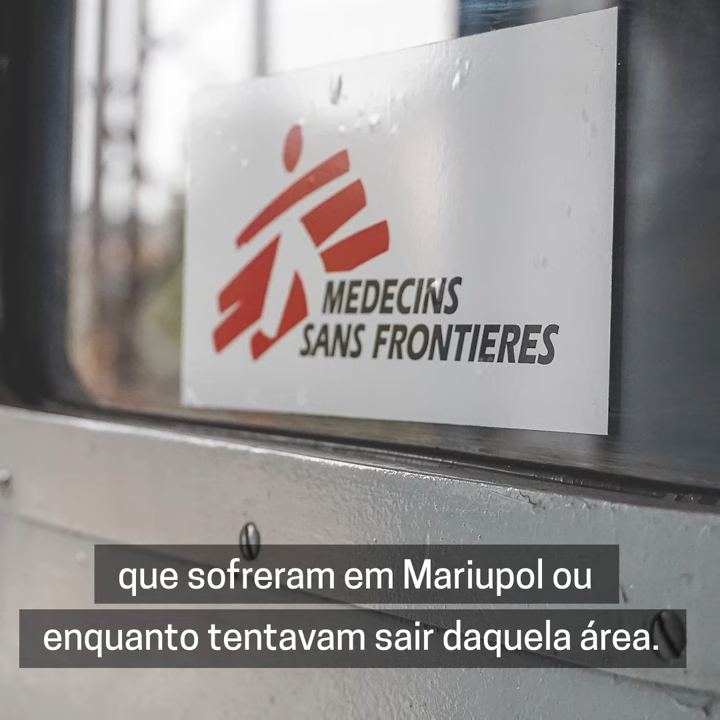 MEDECINS
SANS FRONTIERES
que sofreram em Mariupol ou
enquanto tentavam sair daquela área.